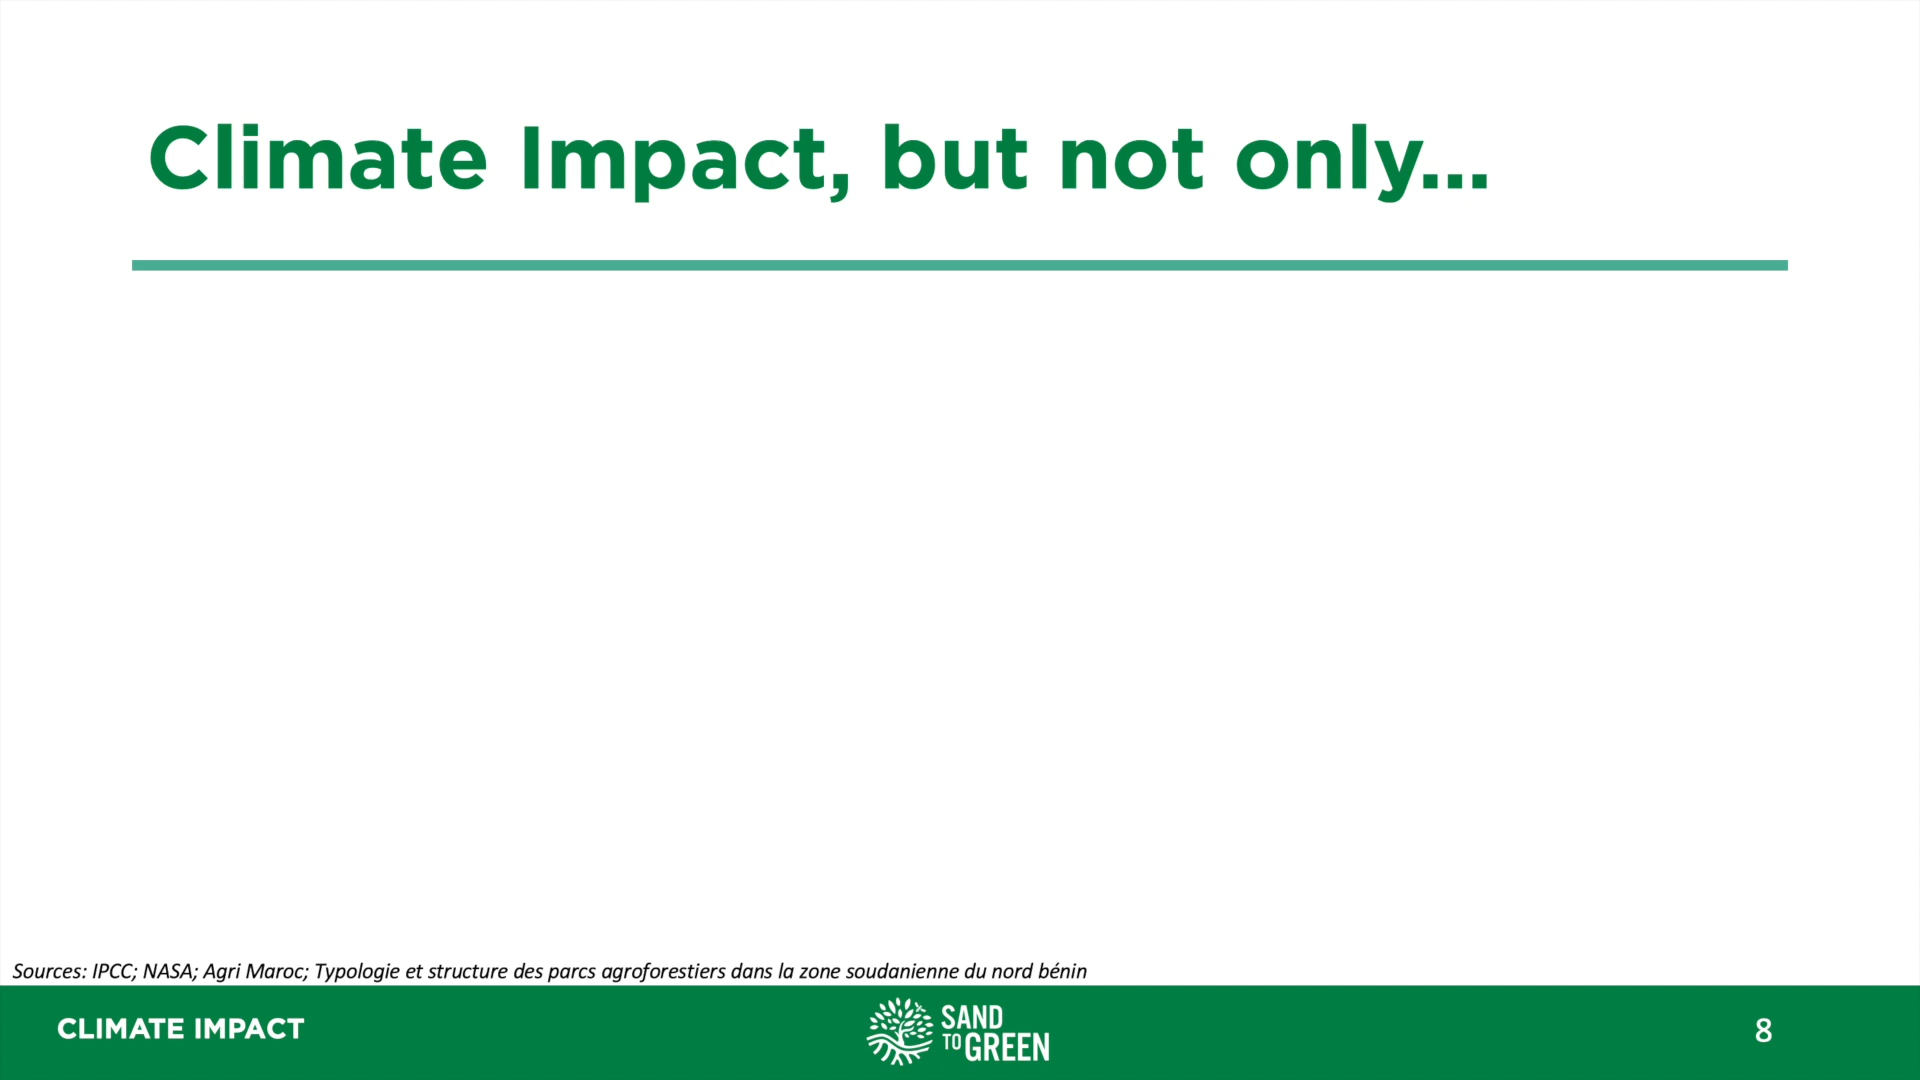 Climate Impact, but not only...
Sources: IPCC; NASA; Agri Maroc; Typologie et structure des parcs agroforestiers dans la zone soudanienne du nord bénin
CLIMATE IMPACT
SAND
TO GREEN
8